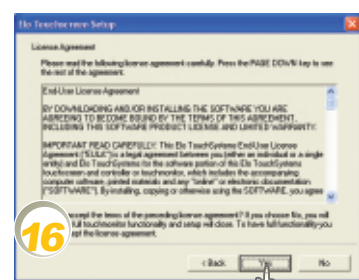 Elo Touchscreen Setup
License Agreement
Please read the following license agreement carefully. Press the PAGE DOWN key to see
the rest of the agreement.
End-User License Agreement
BY DOWNLOADING AND/OR INSTALLING THE SOFTWARE YOU ARE
AGREEING TO BECOME BOUND BY THE TERMS OF THIS AGREEMENT,
INCLUDING THIS SOFTWARE PRODUCT LICENSE AND LIMITED WARRANTY.
IMPORTANT READ CAREFULLY: This Elo TouchSystems End-User License
Agreement ("EULA") is a legal agreement between you (either an individual or a single
entity) and Elo TouchSystems for the software portion of this Elo TouchSystems
touchscreen and controller or touchmonitor, which includes the accompanying
computer software, printed materials and any "online" or electronic documentation
("SOFTWARE"). By installing, copying or otherwise using the SOFTWARE, you agree
accept the terms of the preceding license agreement? If you choose No, you will
full touchmonitor functionality and setup will close. To have full functionality you
accept the license agreement.
16
< Back
Yes
No